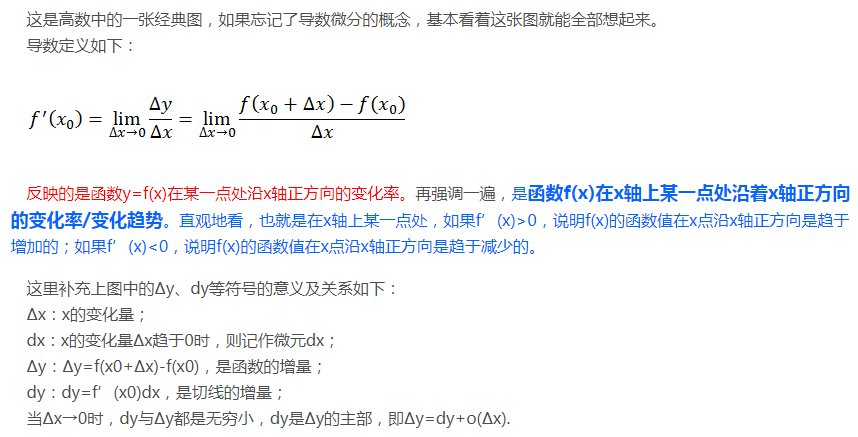 这是高数中的一张经典图，如果忘记了导数微分的概念，基本看着这张图就能全部想起来。
导数定义如下：
f′(x₀) = lim_{Δx→0} Δy/Δx = lim_{Δx→0} (f(x₀ + Δx) − f(x₀))/Δx
反映的是函数y=f(x)在某一点处沿x轴正方向的变化率。再强调一遍，是函数f(x)在x轴上某一点处沿着x轴正方向
的变化率/变化趋势。直观地看，也就是在x轴上某一点处，如果f′(x)>0，说明f(x)的函数值在x点沿x轴正方向是趋于
增加的；如果f′(x)<0，说明f(x)的函数值在x点沿x轴正方向是趋于减少的。
这里补充上图中的Δy、dy等符号的意义及关系如下：
Δx：x的变化量；
dx：x的变化量Δx趋于0时，则记作微元dx；
Δy：Δy=f(x0+Δx)-f(x0)，是函数的增量；
dy：dy=f′(x0)dx，是切线的增量；
当Δx→0时，dy与Δy都是无穷小，dy是Δy的主部，即Δy=dy+o(Δx).